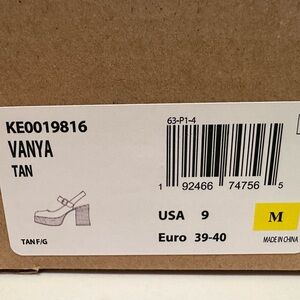 KE0019816
VANYA
TAN
TAN F/G
63-P1-4
1 92466 74756 5
USA 9
Euro 39-40
M
MADE IN CHINA